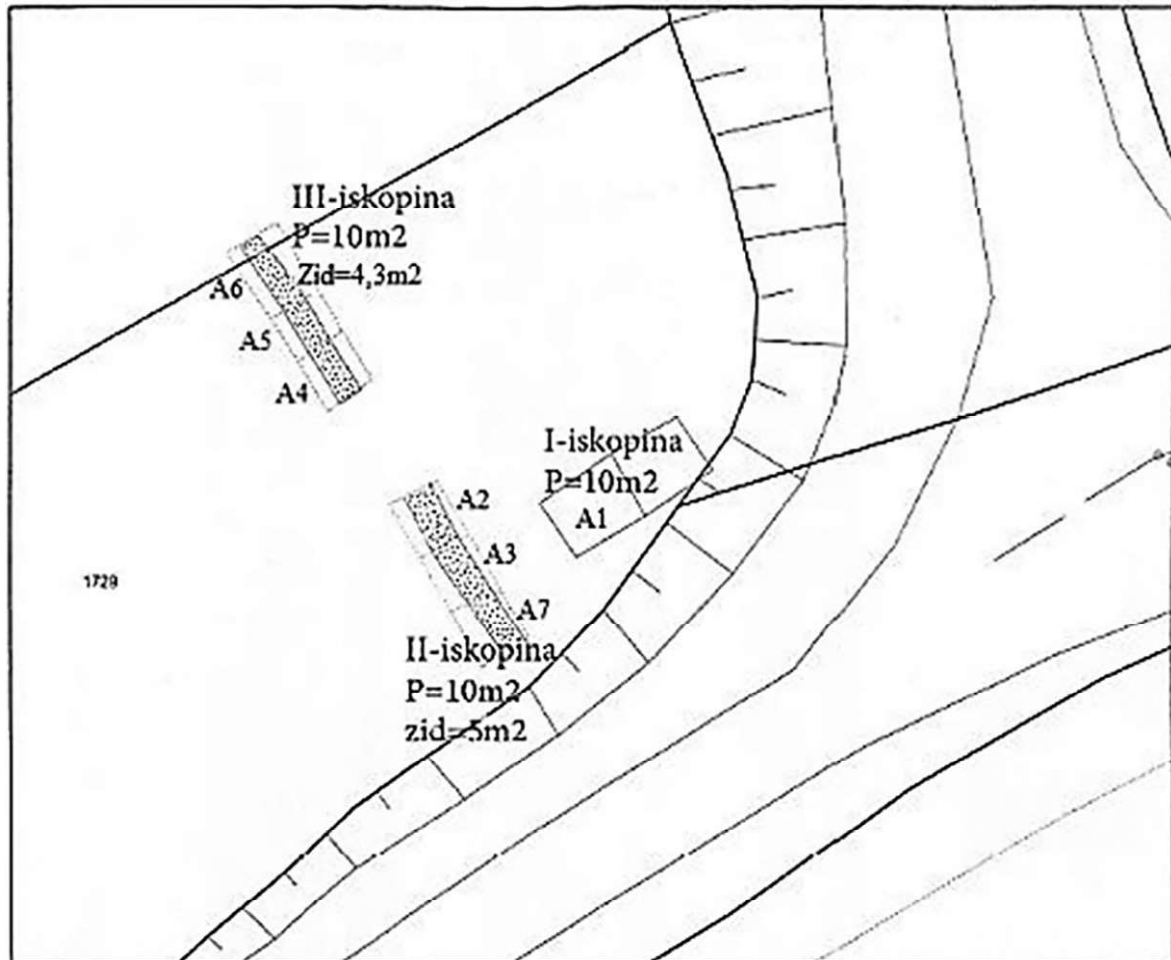 III-iskopina
P=10m2
Zid=4,3m2
A6
A5
A4
I-iskopina
P=10m2
A1
A2
A3
A7
II-iskopina
P=10m2
zid=5m2
1729